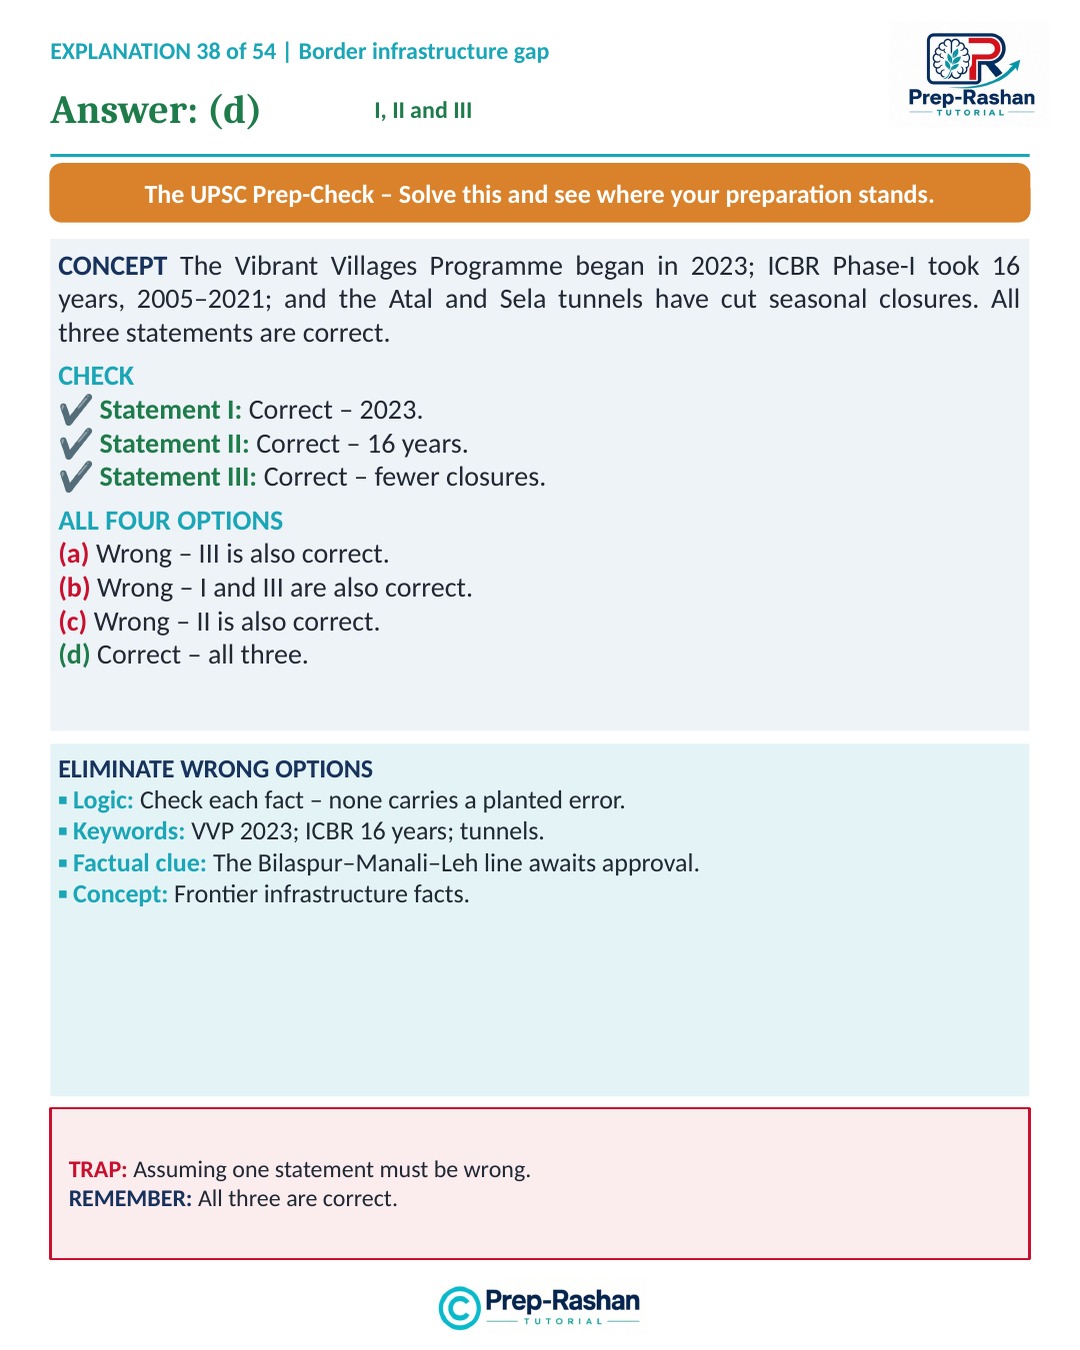 EXPLANATION 38 of 54 | Border infrastructure gap
Prep-Rashan
TUTORIAL
Answer: (d) I, II and III
The UPSC Prep-Check – Solve this and see where your preparation stands.
CONCEPT The Vibrant Villages Programme began in 2023; ICBR Phase-I took 16
years, 2005–2021; and the Atal and Sela tunnels have cut seasonal closures. All
three statements are correct.
CHECK
✔ Statement I: Correct – 2023.
✔ Statement II: Correct – 16 years.
✔ Statement III: Correct – fewer closures.
ALL FOUR OPTIONS
(a) Wrong – III is also correct.
(b) Wrong – I and III are also correct.
(c) Wrong – II is also correct.
(d) Correct – all three.
ELIMINATE WRONG OPTIONS
▪ Logic: Check each fact – none carries a planted error.
▪ Keywords: VVP 2023; ICBR 16 years; tunnels.
▪ Factual clue: The Bilaspur–Manali–Leh line awaits approval.
▪ Concept: Frontier infrastructure facts.
TRAP: Assuming one statement must be wrong.
REMEMBER: All three are correct.
© Prep-Rashan
TUTORIAL